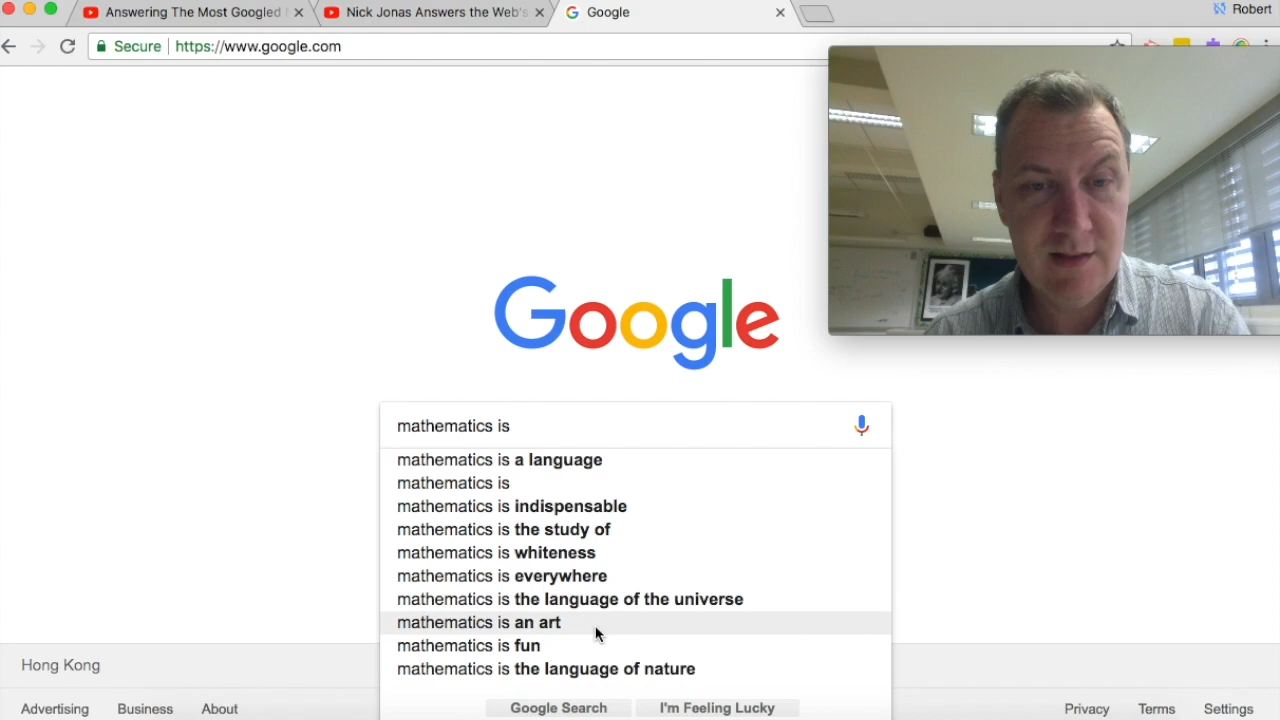 Answering The Most Googled
Nick Jonas Answers the Web's
Google
Robert
Secure
https://www.google.com
Google
mathematics is
mathematics is a language
mathematics is
mathematics is indispensable
mathematics is the study of
mathematics is whiteness
mathematics is everywhere
mathematics is the language of the universe
mathematics is an art
mathematics is fun
mathematics is the language of nature
Google Search
I'm Feeling Lucky
Hong Kong
Advertising
Business
About
Privacy
Terms
Settings